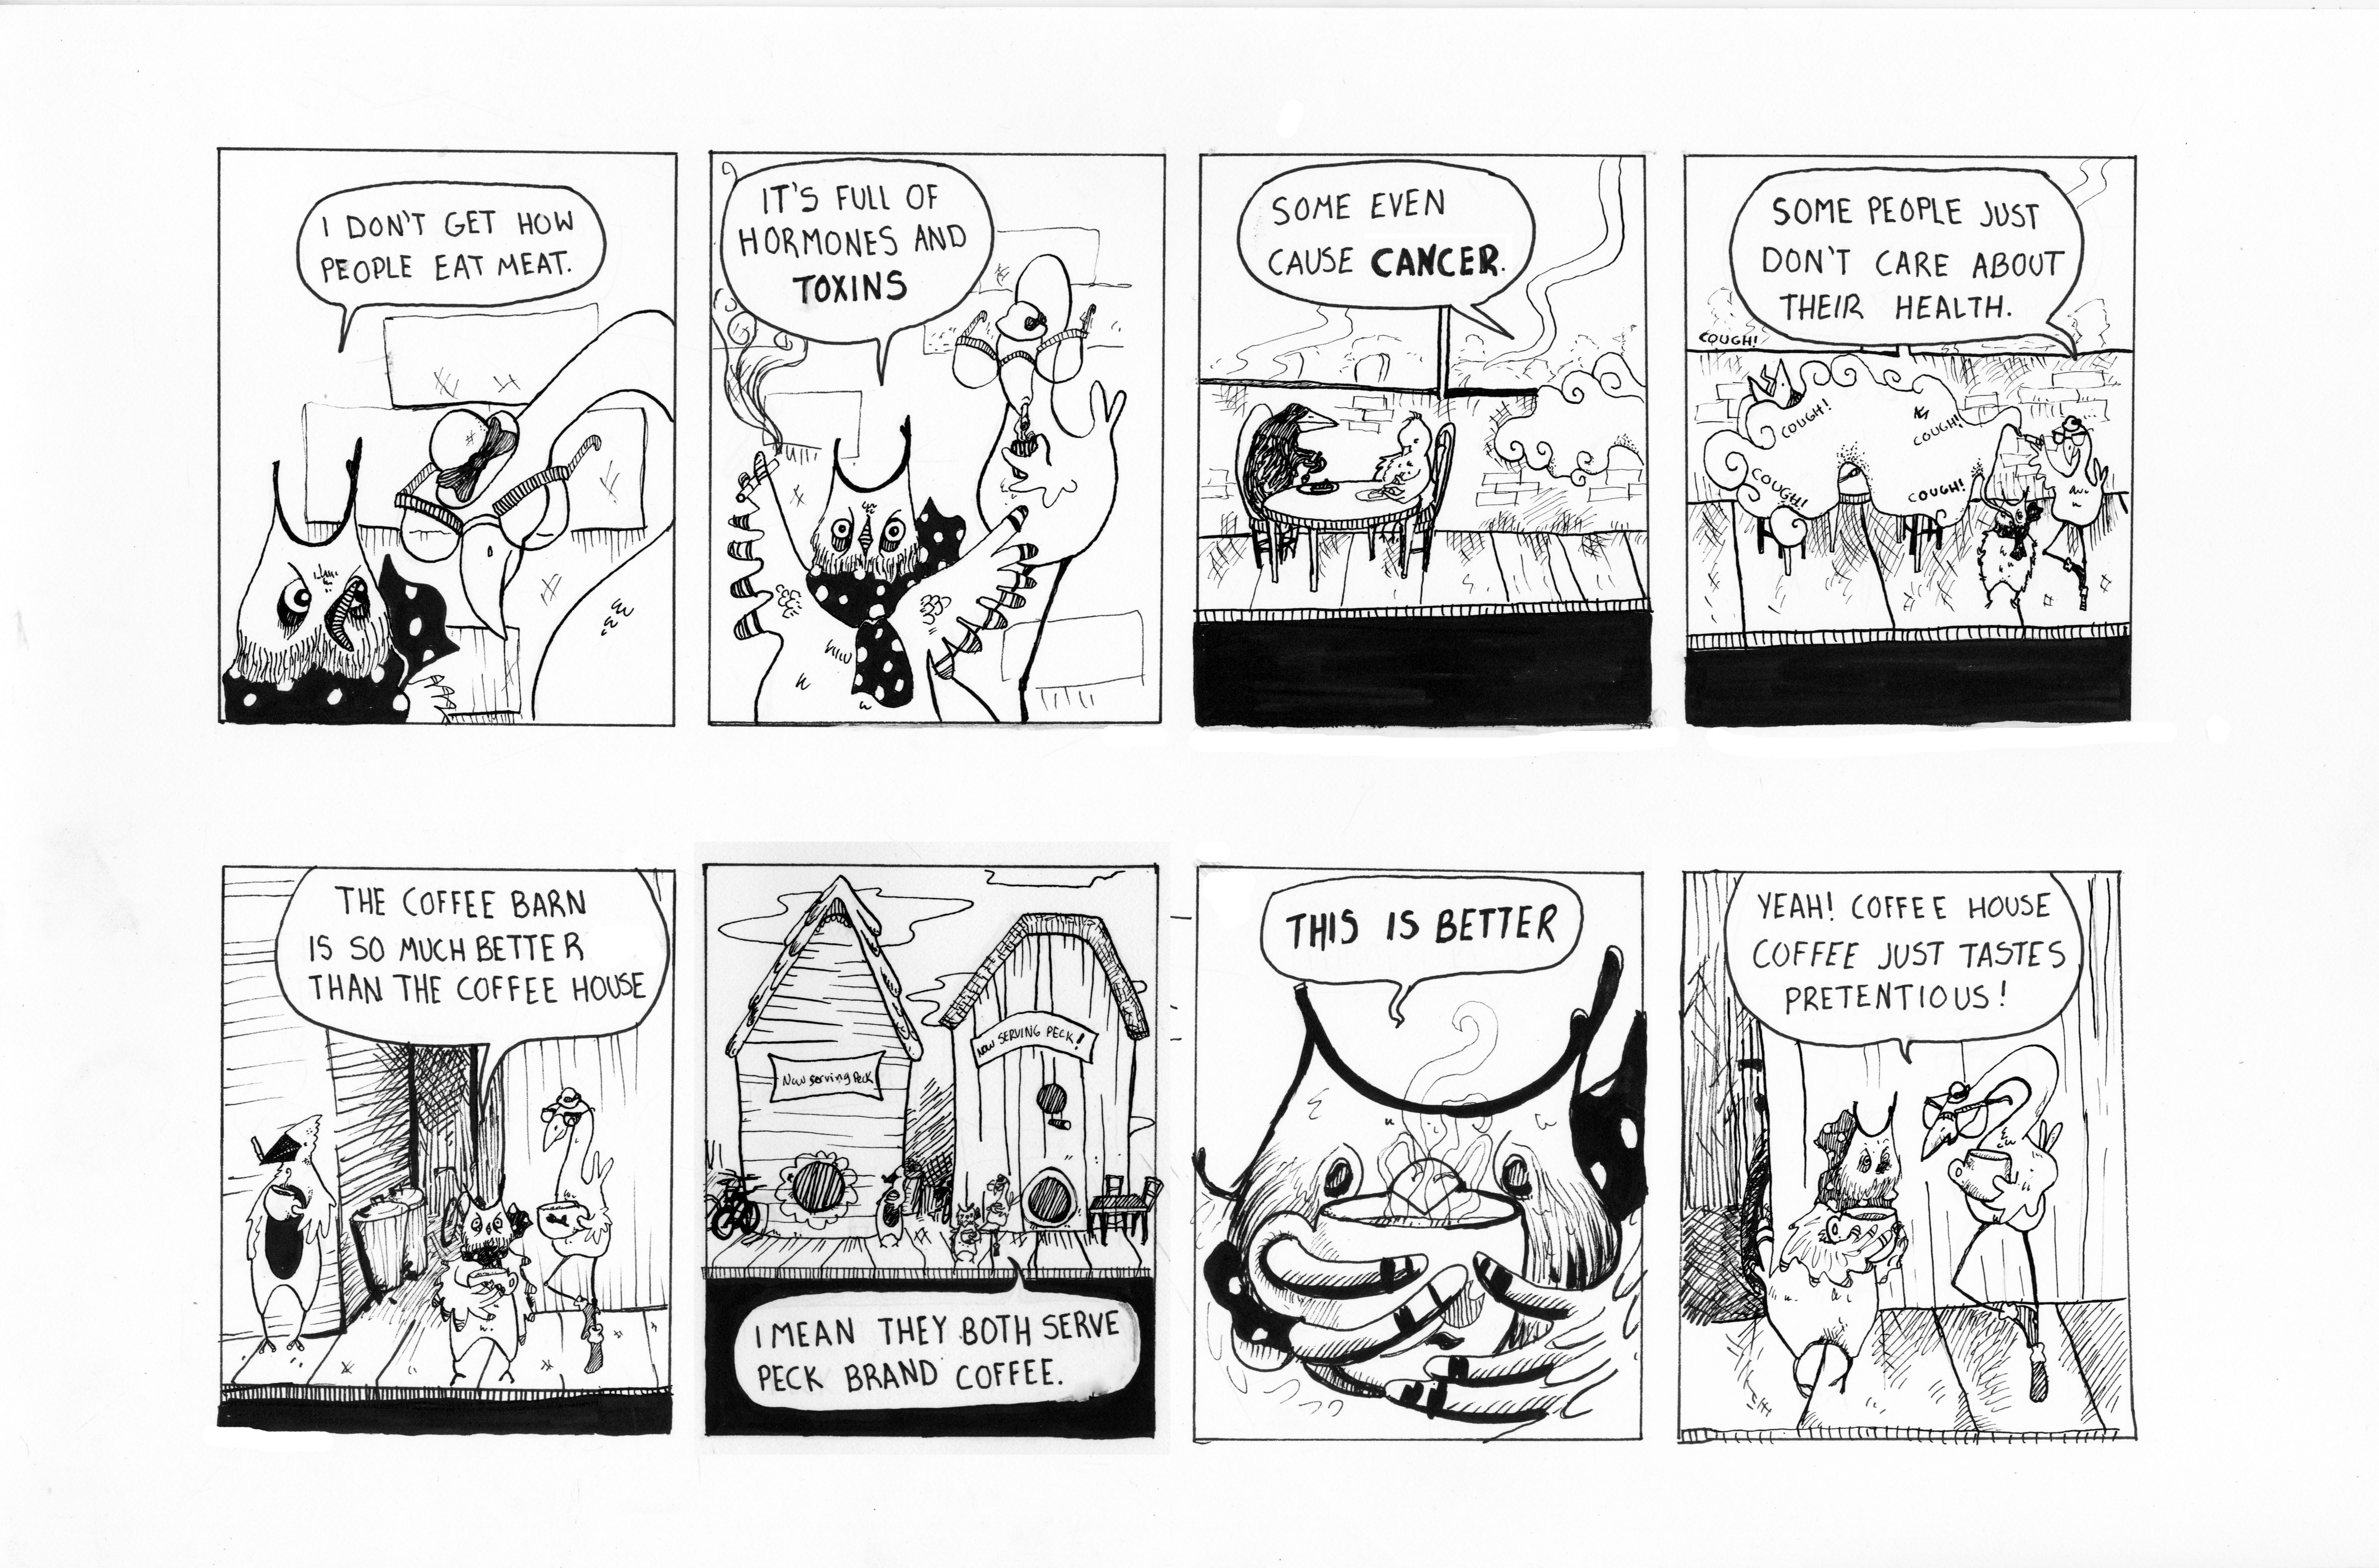 I DON'T GET HOW
PEOPLE EAT MEAT.
IT'S FULL OF
HORMONES AND
TOXINS
SOME EVEN
CAUSE CANCER.
SOME PEOPLE JUST
DON'T CARE ABOUT
THEIR HEALTH.
COUGH!
COUGH!
COUGH!
COUGH!
COUGH!
THE COFFEE BARN
IS SO MUCH BETTER
THAN THE COFFEE HOUSE
NOW SERVING PECK!
Now serving Peck
I MEAN THEY BOTH SERVE
PECK BRAND COFFEE.
THIS IS BETTER
YEAH! COFFEE HOUSE
COFFEE JUST TASTES
PRETENTIOUS!